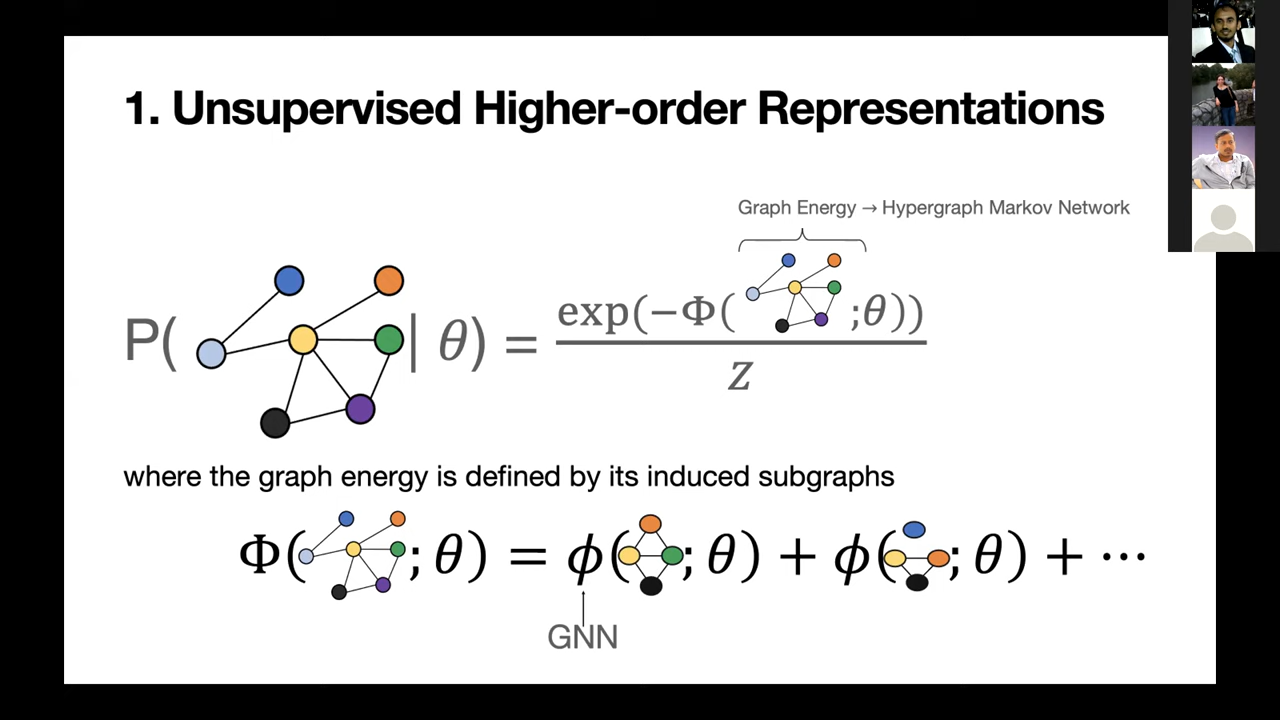 1. Unsupervised Higher-order Representations
Graph Energy → Hypergraph Markov Network
P( | θ) = exp(−Φ( ;θ))
Z
where the graph energy is defined by its induced subgraphs
Φ( ; θ) = ϕ( ; θ) + ϕ( ; θ) + ⋯
GNN